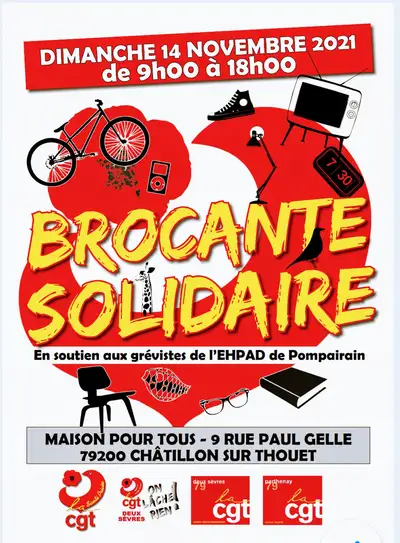 DIMANCHE 14 NOVEMBRE 2021
de 9h00 à 18h00
7 30
BROCANTE
SOLIDAIRE
En soutien aux grévistes de l'EHPAD de Pompairain
MAISON POUR TOUS - 9 RUE PAUL GELLE
79200 CHÂTILLON SUR THOUET
cgt
cgt
DEUX
SÈVRES
ON
LÂCHE
RIEN!
deux sèvres
79
la
cgt
parthenay
79
la
cgt